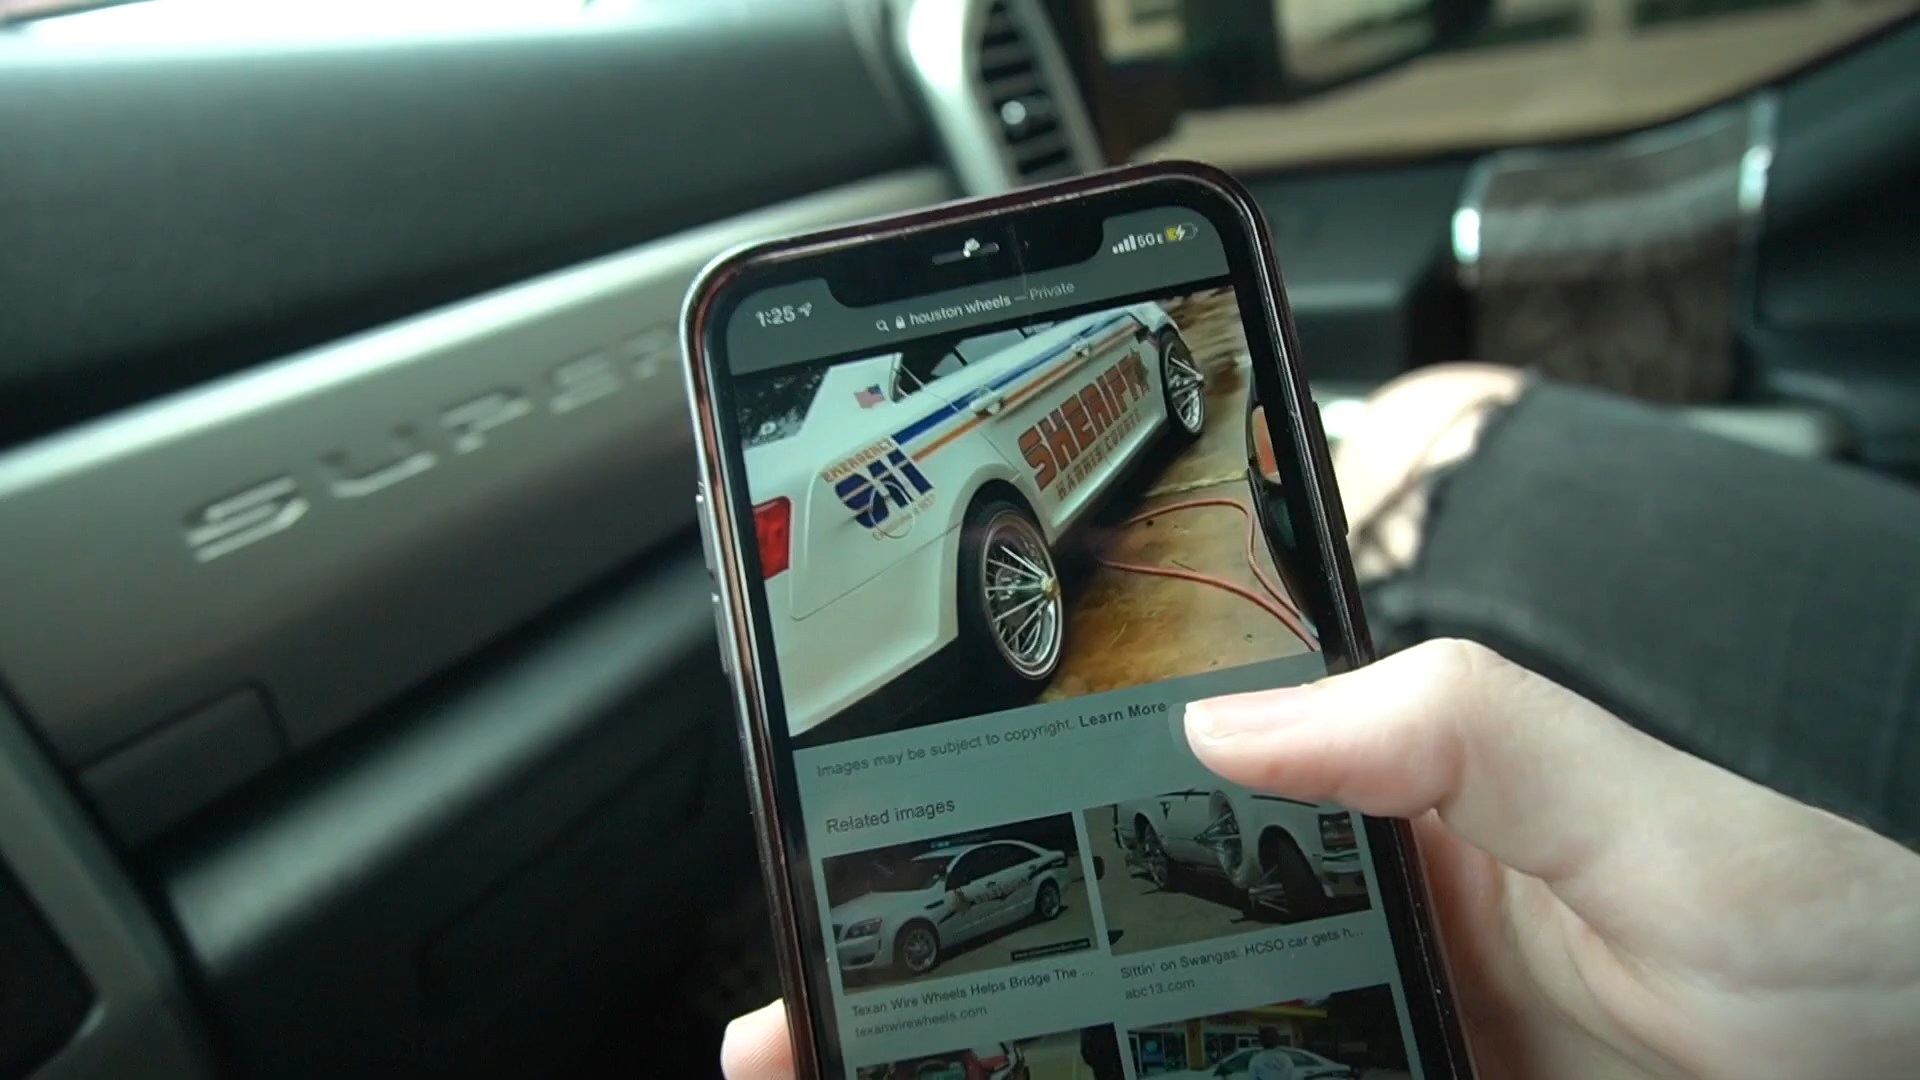 SUPER
1:25
5GE
houston wheels — Private
EMERGENCY
911
SHERIFF
HARRIS COUNTY
Images may be subject to copyright. Learn More
Related images
Texan Wire Wheels Helps Bridge The ...
texanwirewheels.com
Sittin' on Swangas: HCSO car gets h...
abc13.com